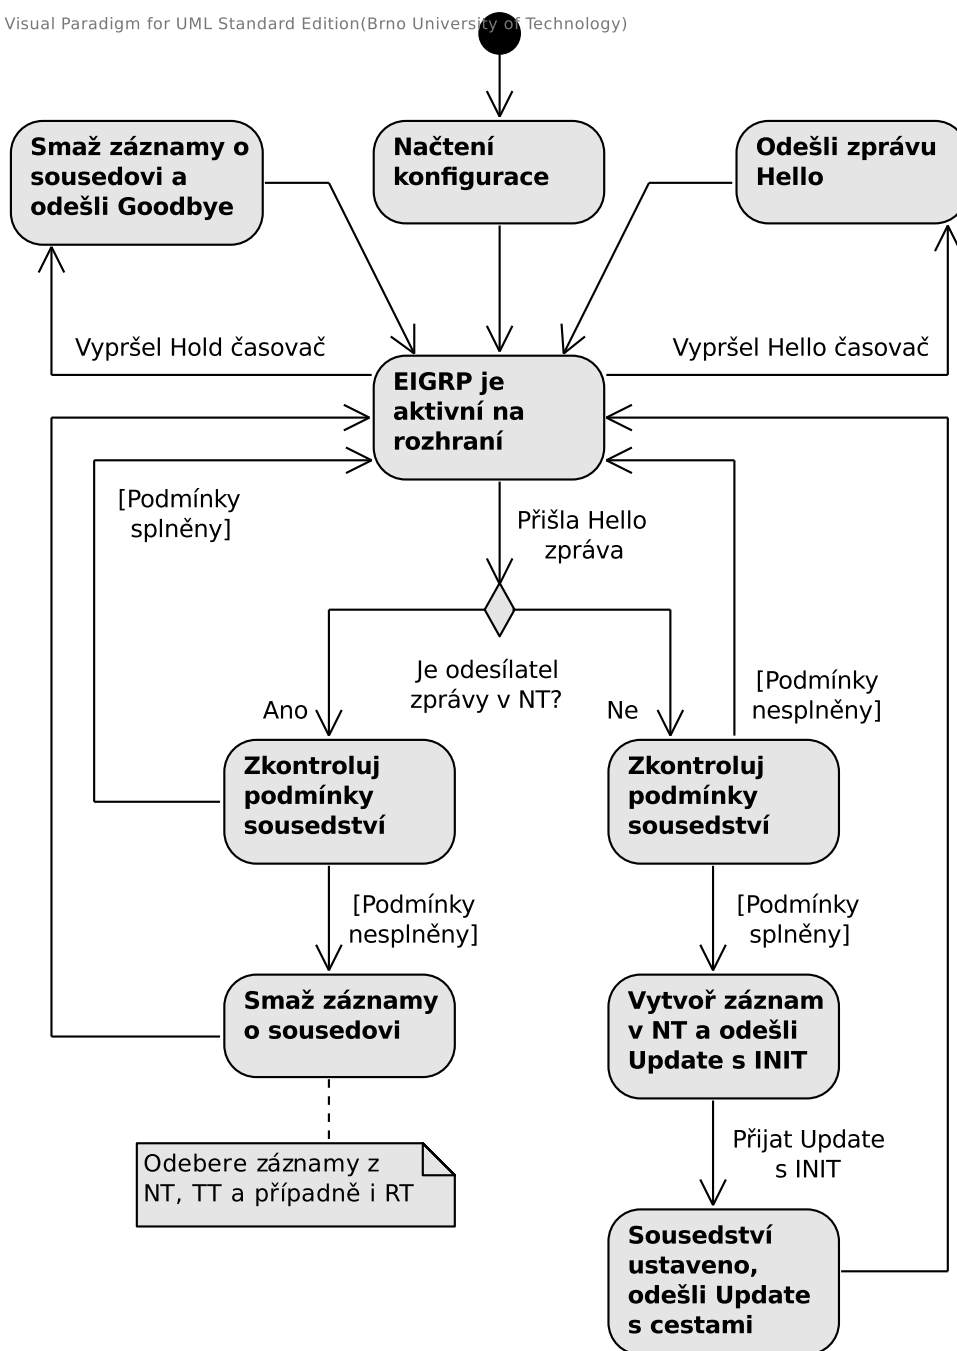 Visual Paradigm for UML Standard Edition(Brno University of Technology)
Smaž záznamy o
sousedovi a
odešli Goodbye
Načtení
konfigurace
Odešli zprávu
Hello
Vypršel Hold časovač
Vypršel Hello časovač
EIGRP je
aktivní na
rozhraní
[Podmínky
splněny]
Přišla Hello
zpráva
Je odesílatel
zprávy v NT?
Ano
Ne
[Podmínky
nesplněny]
Zkontroluj
podmínky
sousedství
Zkontroluj
podmínky
sousedství
[Podmínky
nesplněny]
[Podmínky
splněny]
Smaž záznamy
o sousedovi
Vytvoř záznam
v NT a odešli
Update s INIT
Odebere záznamy z
NT, TT a případně i RT
Přijat Update
s INIT
Sousedství
ustaveno,
odešli Update
s cestami